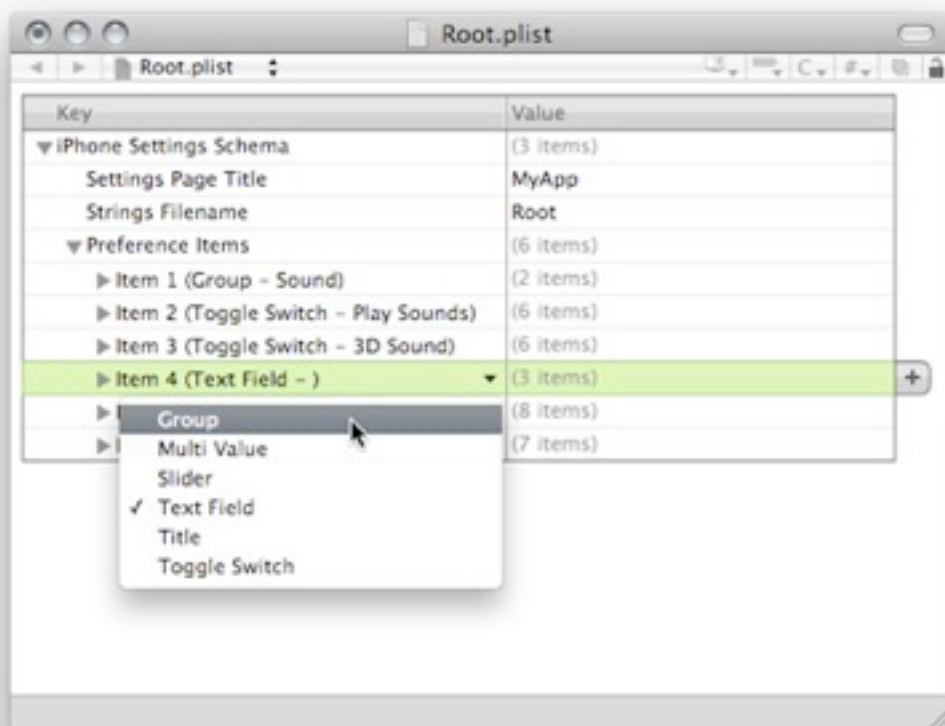 Root.plist
Root.plist
C #
Key Value
iPhone Settings Schema (3 items)
Settings Page Title MyApp
Strings Filename Root
Preference Items (6 items)
Item 1 (Group - Sound) (2 items)
Item 2 (Toggle Switch - Play Sounds) (6 items)
Item 3 (Toggle Switch - 3D Sound) (6 items)
Item 4 (Text Field - ) (3 items) +
(8 items)
(7 items)
Group
Multi Value
Slider
✓ Text Field
Title
Toggle Switch